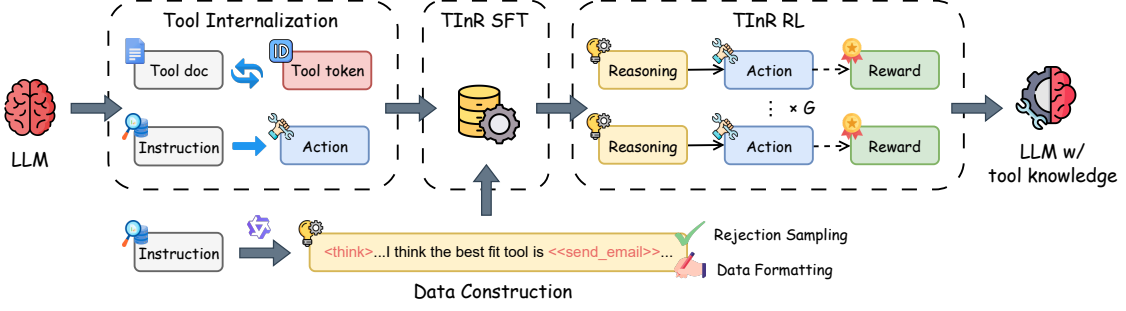 Tool Internalization
TInR SFT
TInR RL
Tool doc
ID
Tool token
Reasoning
Action
Reward
LLM
Instruction
Action
⋮ × G
Reasoning
Action
Reward
LLM w/
tool knowledge
Instruction
<think>...I think the best fit tool is <<send_email>>...
Rejection Sampling
Data Formatting
Data Construction